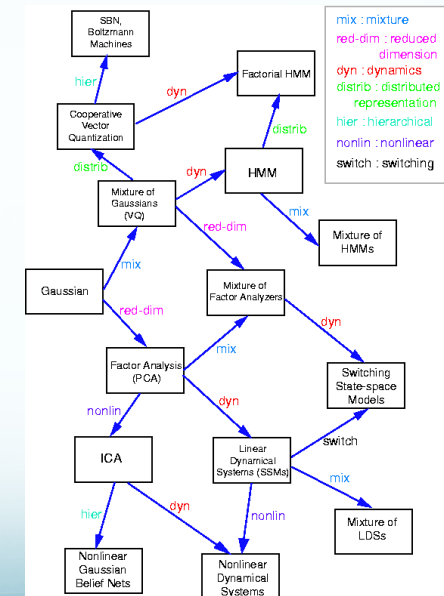 SBN,
Boltzmann
Machines
mix : mixture
red-dim : reduced
dimension
dyn : dynamics
distrib : distributed
representation
hier : hierarchical
nonlin : nonlinear
switch : switching
hier
dyn
Factorial HMM
Cooperative
Vector
Quantization
distrib
distrib
dyn
HMM
Mixture of
Gaussians
(VQ)
red-dim
mix
Mixture of
HMMs
mix
Gaussian
Mixture of
Factor Analyzers
red-dim
mix
dyn
Factor Analysis
(PCA)
Switching
State-space
Models
nonlin
dyn
switch
ICA
Linear
Dynamical
Systems (SSMs)
mix
hier
dyn
nonlin
Mixture of
LDSs
Nonlinear
Gaussian
Belief Nets
Nonlinear
Dynamical
Systems